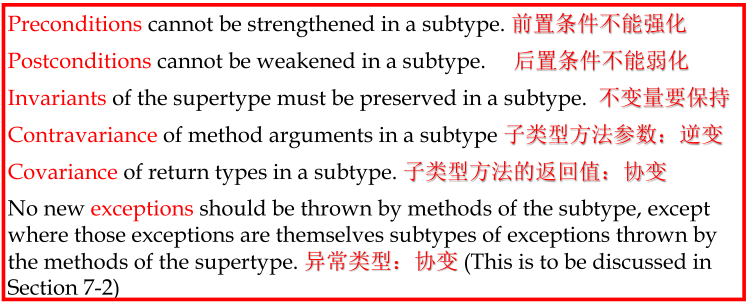 Preconditions cannot be strengthened in a subtype. 前置条件不能强化
Postconditions cannot be weakened in a subtype. 后置条件不能弱化
Invariants of the supertype must be preserved in a subtype. 不变量要保持
Contravariance of method arguments in a subtype 子类型方法参数：逆变
Covariance of return types in a subtype. 子类型方法的返回值：协变
No new exceptions should be thrown by methods of the subtype, except
where those exceptions are themselves subtypes of exceptions thrown by
the methods of the supertype. 异常类型：协变 (This is to be discussed in
Section 7-2)